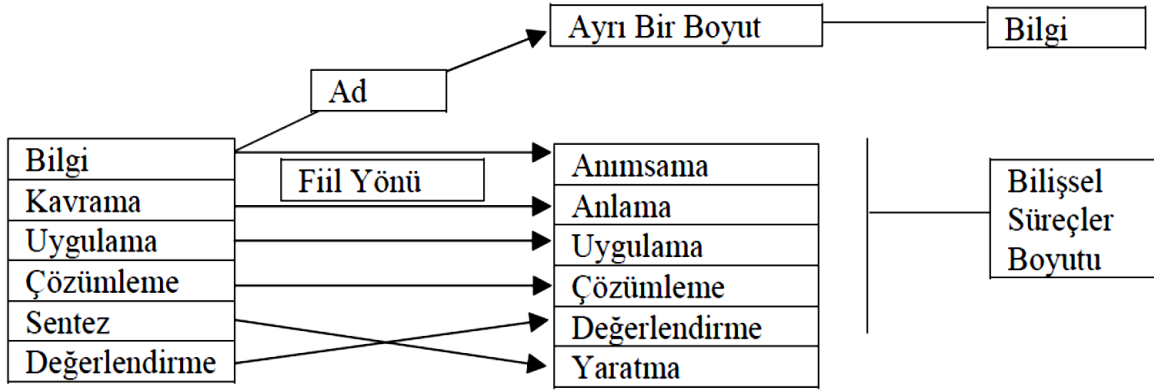 Ayrı Bir Boyut
Bilgi
Ad
Bilgi
Kavrama
Uygulama
Çözümleme
Sentez
Değerlendirme
Fiil Yönü
Anımsama
Anlama
Uygulama
Çözümleme
Değerlendirme
Yaratma
Bilişsel
Süreçler
Boyutu